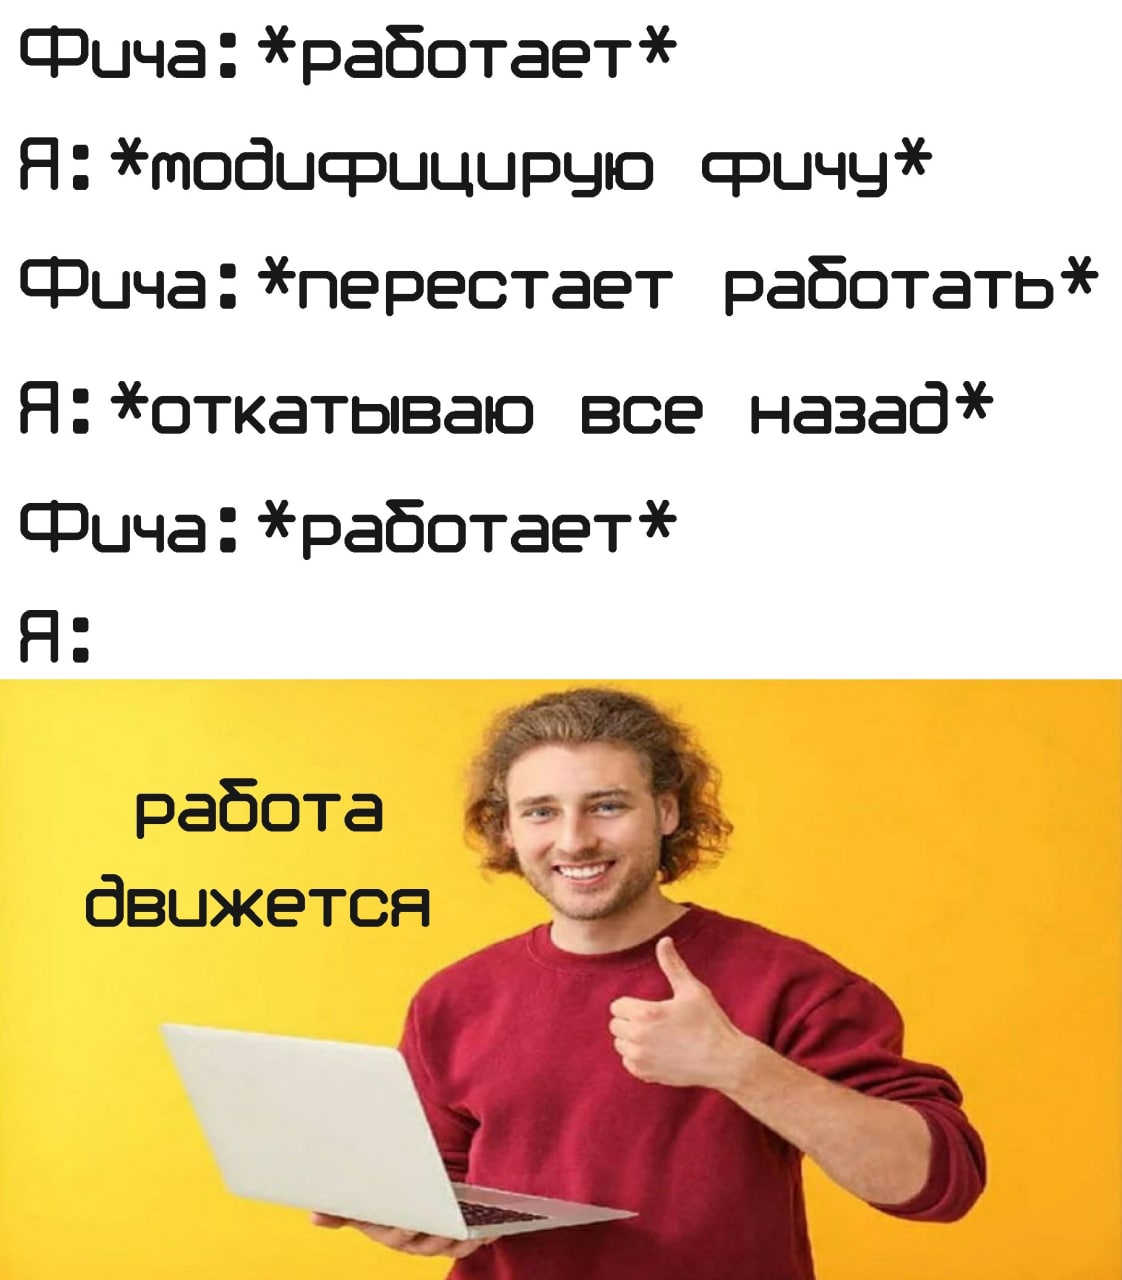 Фича: *работает*
Я: *модифицирую фичу*
Фича: *перестает работать*
Я: *откатываю все назад*
Фича: *работает*
Я:
работа
движется